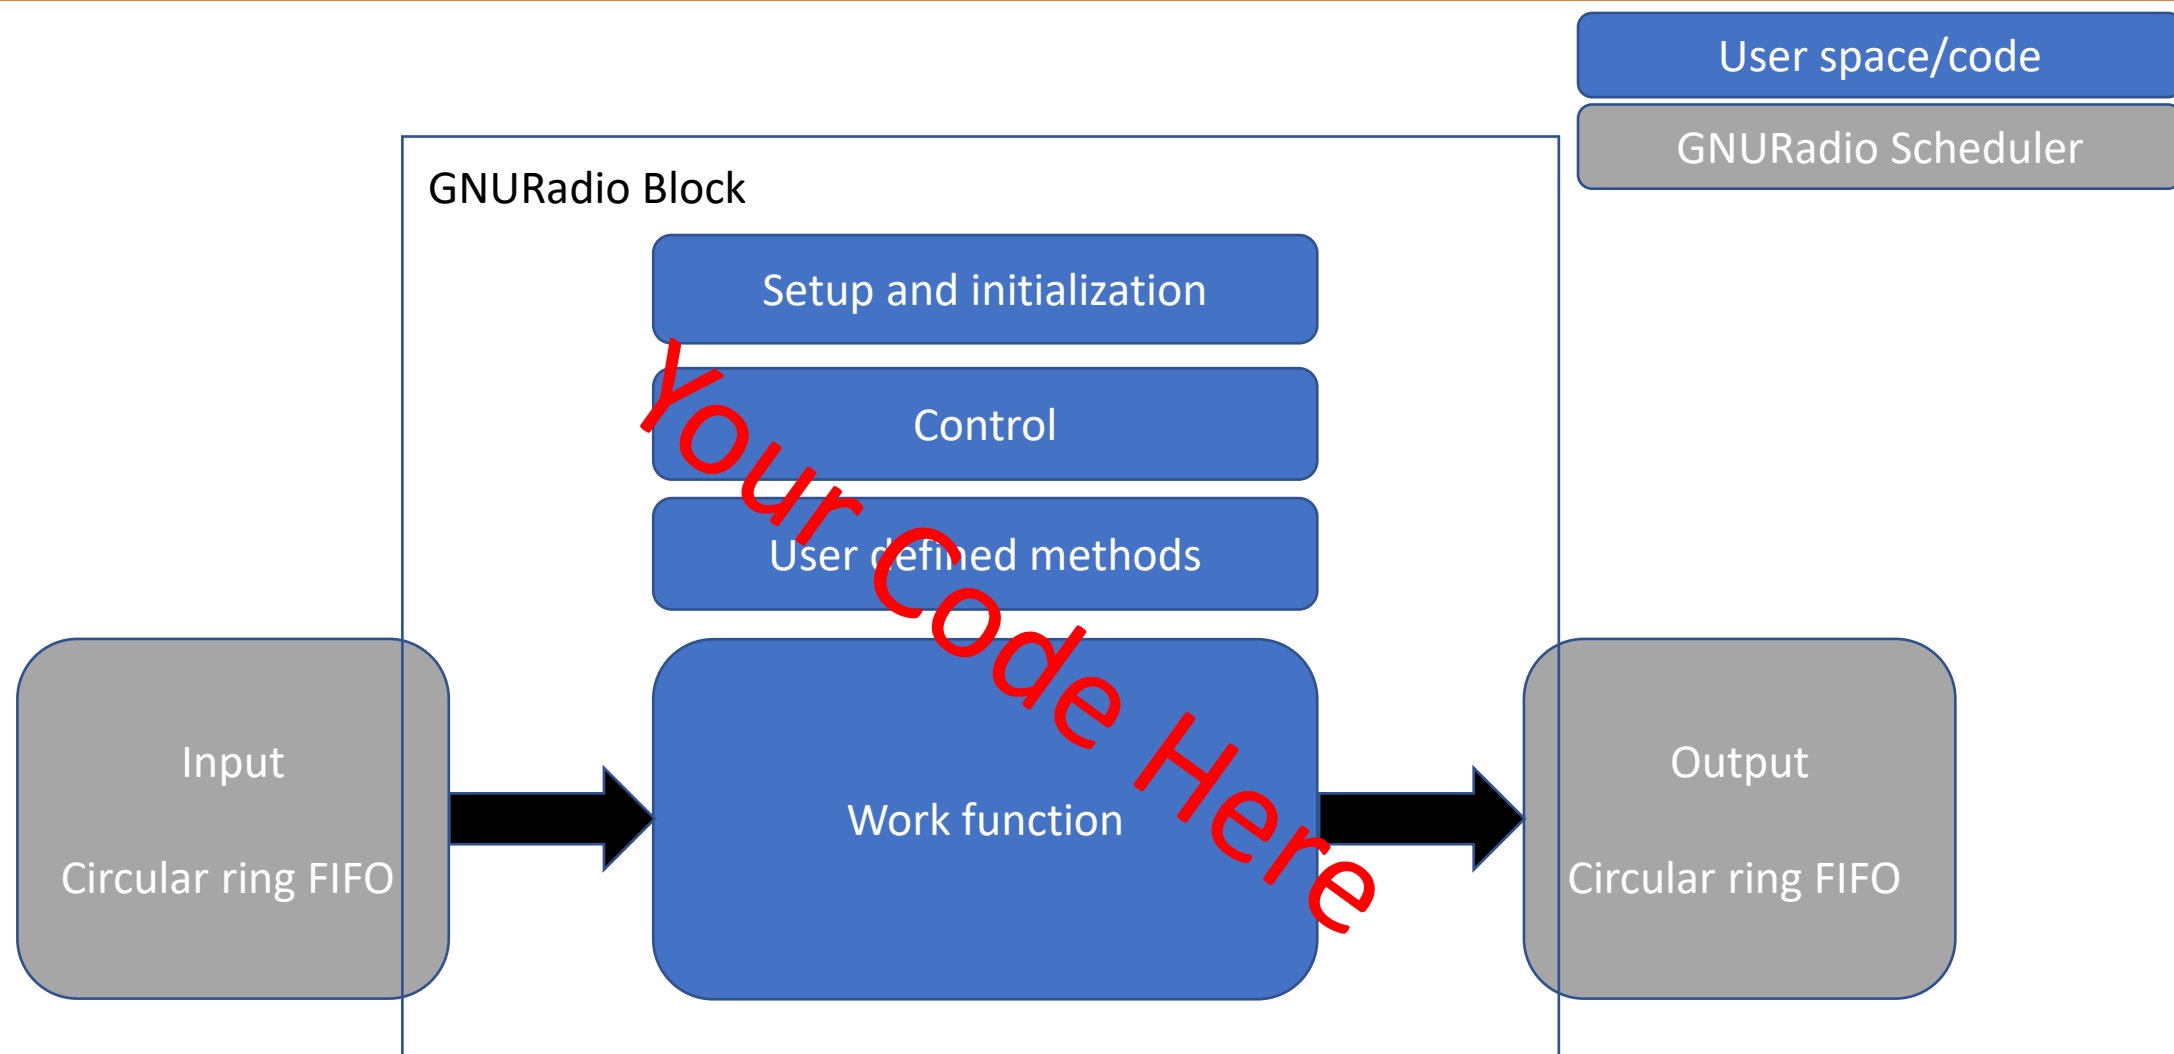 User space/code
GNURadio Scheduler
GNURadio Block
Setup and initialization
Control
User defined methods
Your Code Here
Input
Circular ring FIFO
Work function
Output
Circular ring FIFO